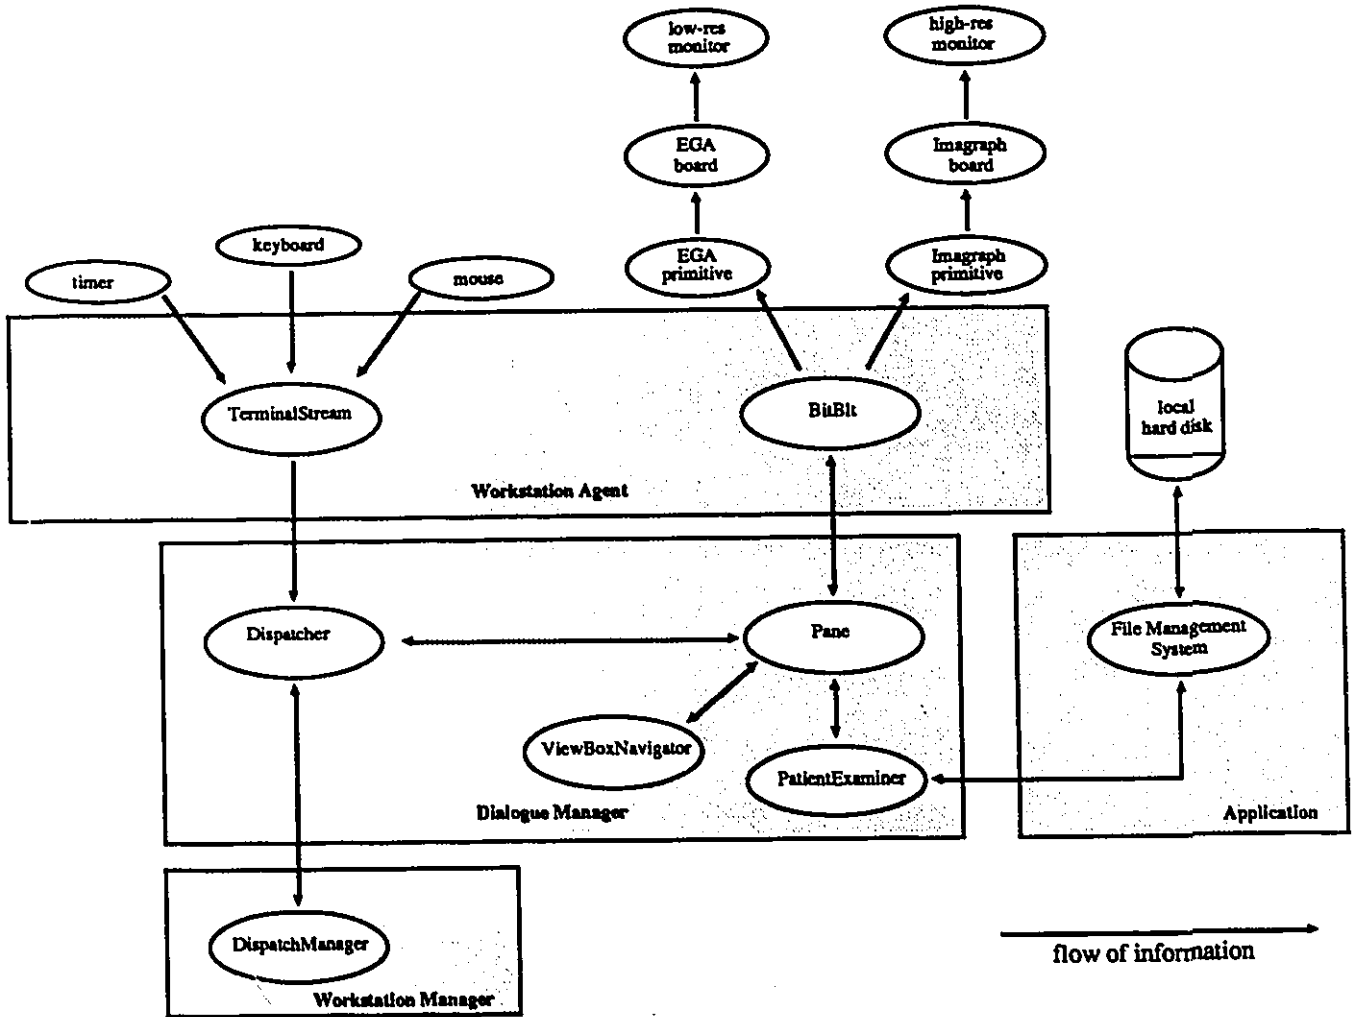 low-res
monitor
high-res
monitor
EGA
board
Imagraph
board
keyboard
timer
mouse
EGA
primitive
Imagraph
primitive
TerminalStream
BitBlt
local
hard disk
Workstation Agent
Dispatcher
Pane
File Management
System
ViewBoxNavigator
PatientExaminer
Dialogue Manager
Application
DispatchManager
flow of information
Workstation Manager